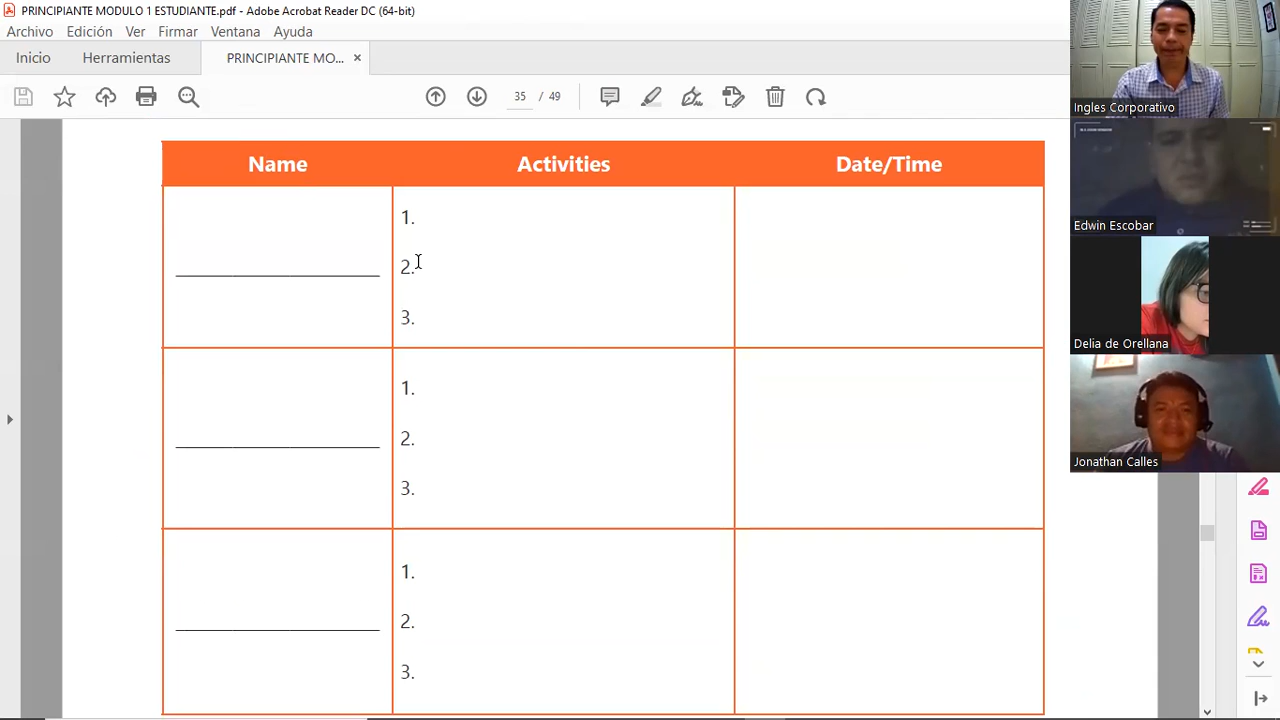 PRINCIPIANTE MODULO 1 ESTUDIANTE.pdf - Adobe Acrobat Reader DC (64-bit)
Archivo Edición Ver Firmar Ventana Ayuda
Inicio Herramientas PRINCIPIANTE MO... ×
35 / 49
Name Activities Date/Time
1.
2.
3.
1.
2.
3.
1.
2.
3.
Ingles Corporativo
Edwin Escobar
Delia de Orellana
Jonathan Calles